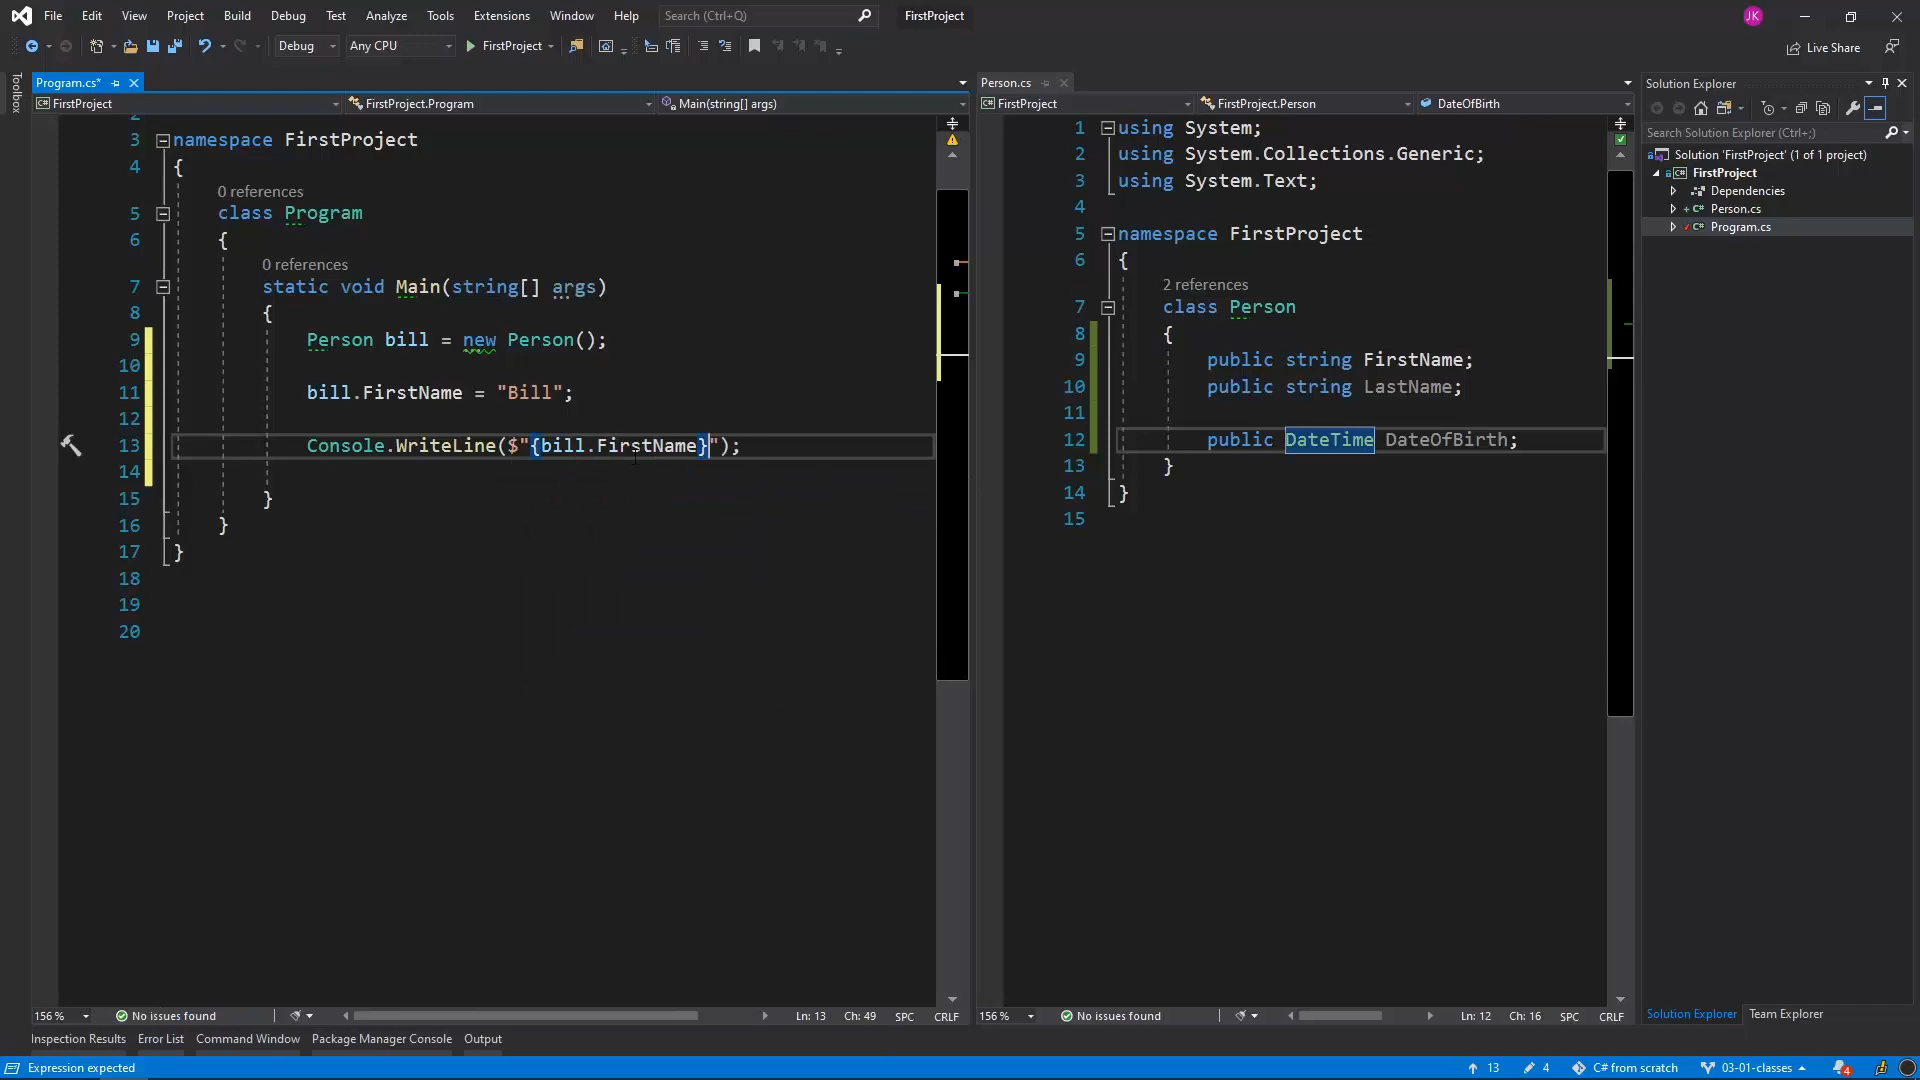 File Edit View Project Build Debug Test Analyze Tools Extensions Window Help Search (Ctrl+Q) FirstProject JK
Debug Any CPU FirstProject Live Share
Toolbox
Program.cs* Person.cs Solution Explorer
FirstProject FirstProject.Program Main(string[] args)
FirstProject FirstProject.Person DateOfBirth
2
3 namespace FirstProject
4 {
0 references
5 class Program
6 {
0 references
7 static void Main(string[] args)
8 {
9 Person bill = new Person();
10
11 bill.FirstName = "Bill";
12
13 Console.WriteLine($"{bill.FirstName}");
14
15 }
16 }
17 }
18
19
20
1 using System;
2 using System.Collections.Generic;
3 using System.Text;
4
5 namespace FirstProject
6 {
2 references
7 class Person
8 {
9 public string FirstName;
10 public string LastName;
11
12 public DateTime DateOfBirth;
13 }
14 }
15
Search Solution Explorer (Ctrl+;)
Solution 'FirstProject' (1 of 1 project)
FirstProject
Dependencies
Person.cs
Program.cs
156 % No issues found Ln: 13 Ch: 49 SPC CRLF
156 % No issues found Ln: 12 Ch: 16 SPC CRLF
Solution Explorer Team Explorer
Inspection Results Error List Command Window Package Manager Console Output
Expression expected 13 4 C# from scratch 03-01-classes 4